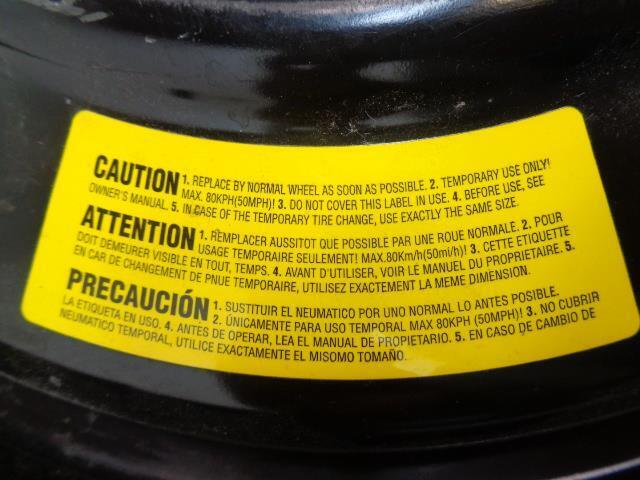 CAUTION 1. REPLACE BY NORMAL WHEEL AS SOON AS POSSIBLE. 2. TEMPORARY USE ONLY!
MAX. 80KPH(50MPH)! 3. DO NOT COVER THIS LABEL IN USE. 4. BEFORE USE, SEE
OWNER'S MANUAL. 5. IN CASE OF THE TEMPORARY TIRE CHANGE, USE EXACTLY THE SAME SIZE.
ATTENTION 1. REMPLACER AUSSITOT QUE POSSIBLE PAR UNE ROUE NORMALE. 2. POUR
USAGE TEMPORAIRE SEULEMENT! MAX.80Km/h(50mi/h)! 3. CETTE ETIQUETTE
DOIT DEMEURER VISIBLE EN TOUT, TEMPS. 4. AVANT D'UTILISER, VOIR LE MANUEL DU PROPRIETAIRE. 5.
EN CAR DE CHANGEMENT DE PNUE TEMPORAIRE, UTILISEZ EXACTEMENT LA MEME DIMENSION.
PRECAUCIÓN 1. SUSTITUIR EL NEUMATICO POR UNO NORMAL LO ANTES POSIBLE.
2. ÚNICAMENTE PARA USO TEMPORAL MAX 80KPH (50MPH)! 3. NO CUBRIR
LA ETIQUETA EN USO. 4. ANTES DE OPERAR, LEA EL MANUAL DE PROPIETARIO. 5. EN CASO DE CAMBIO DE
NEUMATICO TEMPORAL, UTILICE EXACTAMENTE EL MISOMO TOMAÑO.